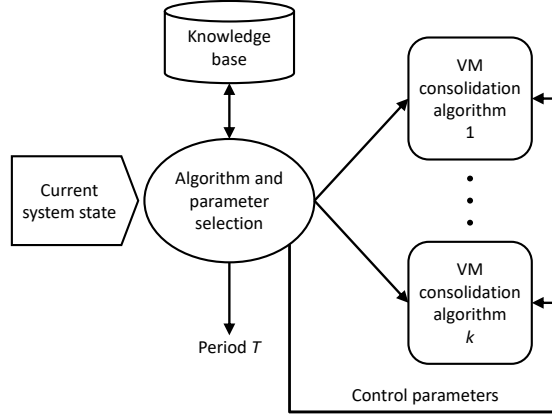 Knowledge
base
VM
consolidation
algorithm
1
Current
system state
Algorithm and
parameter
selection
VM
consolidation
algorithm
k
Period T
Control parameters